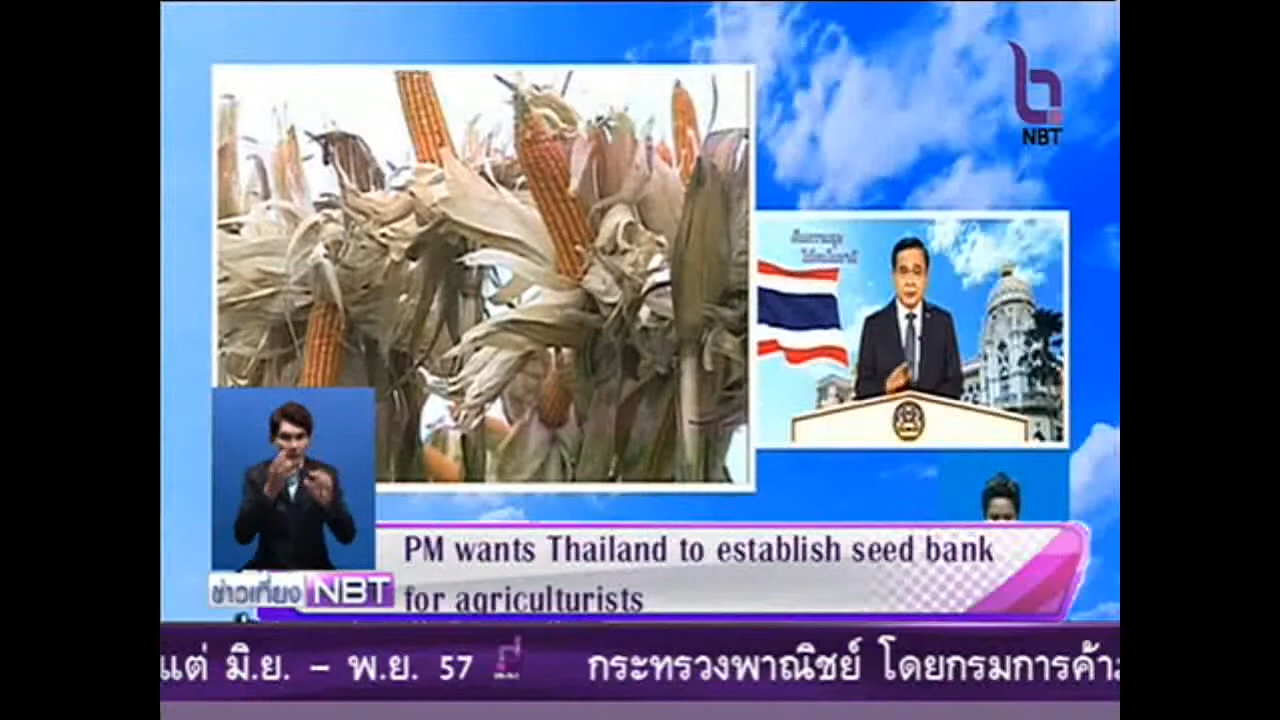 NBT
PM wants Thailand to establish seed bank
for agriculturists
ข่าวเที่ยง NBT
แต่ มิ.ย. – พ.ย. 57 กระทรวงพาณิชย์ โดยกรมการค้า